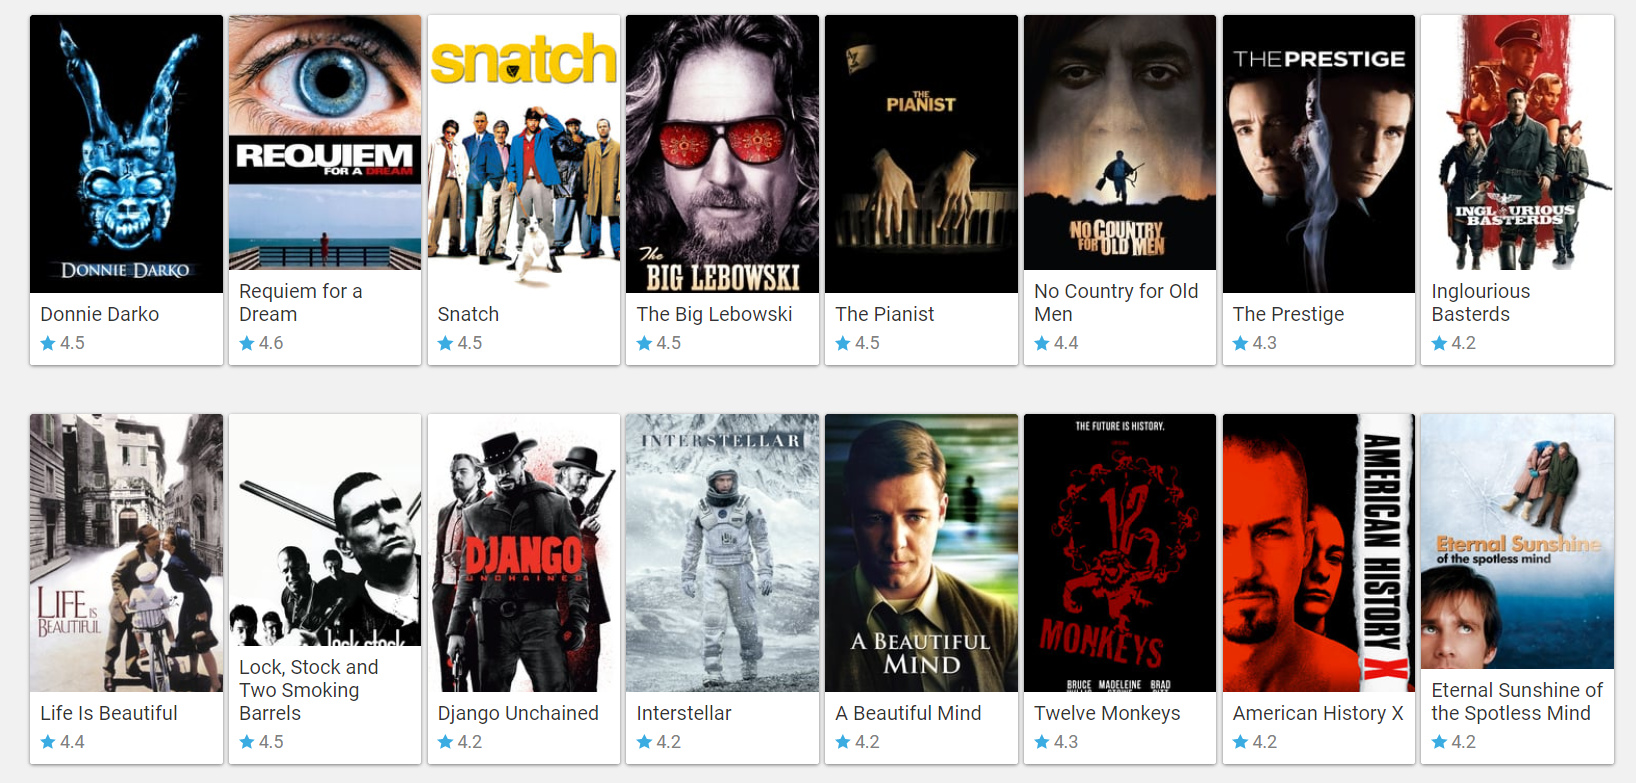 DONNIE DARKO
Donnie Darko
4.5
REQUIEM
FOR A DREAM
Requiem for a
Dream
4.6
snatch
Snatch
4.5
The
BIG LEBOWSKI
The Big Lebowski
4.5
THE
PIANIST
The Pianist
4.5
NO COUNTRY
FOR OLD MEN
No Country for Old
Men
4.4
THE PRESTIGE
The Prestige
4.3
INGLOURIOUS
BASTERDS
Inglourious
Basterds
4.2
LIFE IS
BEAUTIFUL
Life Is Beautiful
4.4
lock stock
Lock, Stock and
Two Smoking
Barrels
4.5
DJANGO
UNCHAINED
Django Unchained
4.2
INTERSTELLAR
Interstellar
4.2
A BEAUTIFUL
MIND
A Beautiful Mind
4.2
THE FUTURE IS HISTORY.
12
MONKEYS
BRUCE MADELEINE BRAD
Twelve Monkeys
4.3
AMERICAN HISTORY X
American History X
4.2
Eternal Sunshine
of the spotless mind
Eternal Sunshine of
the Spotless Mind
4.2